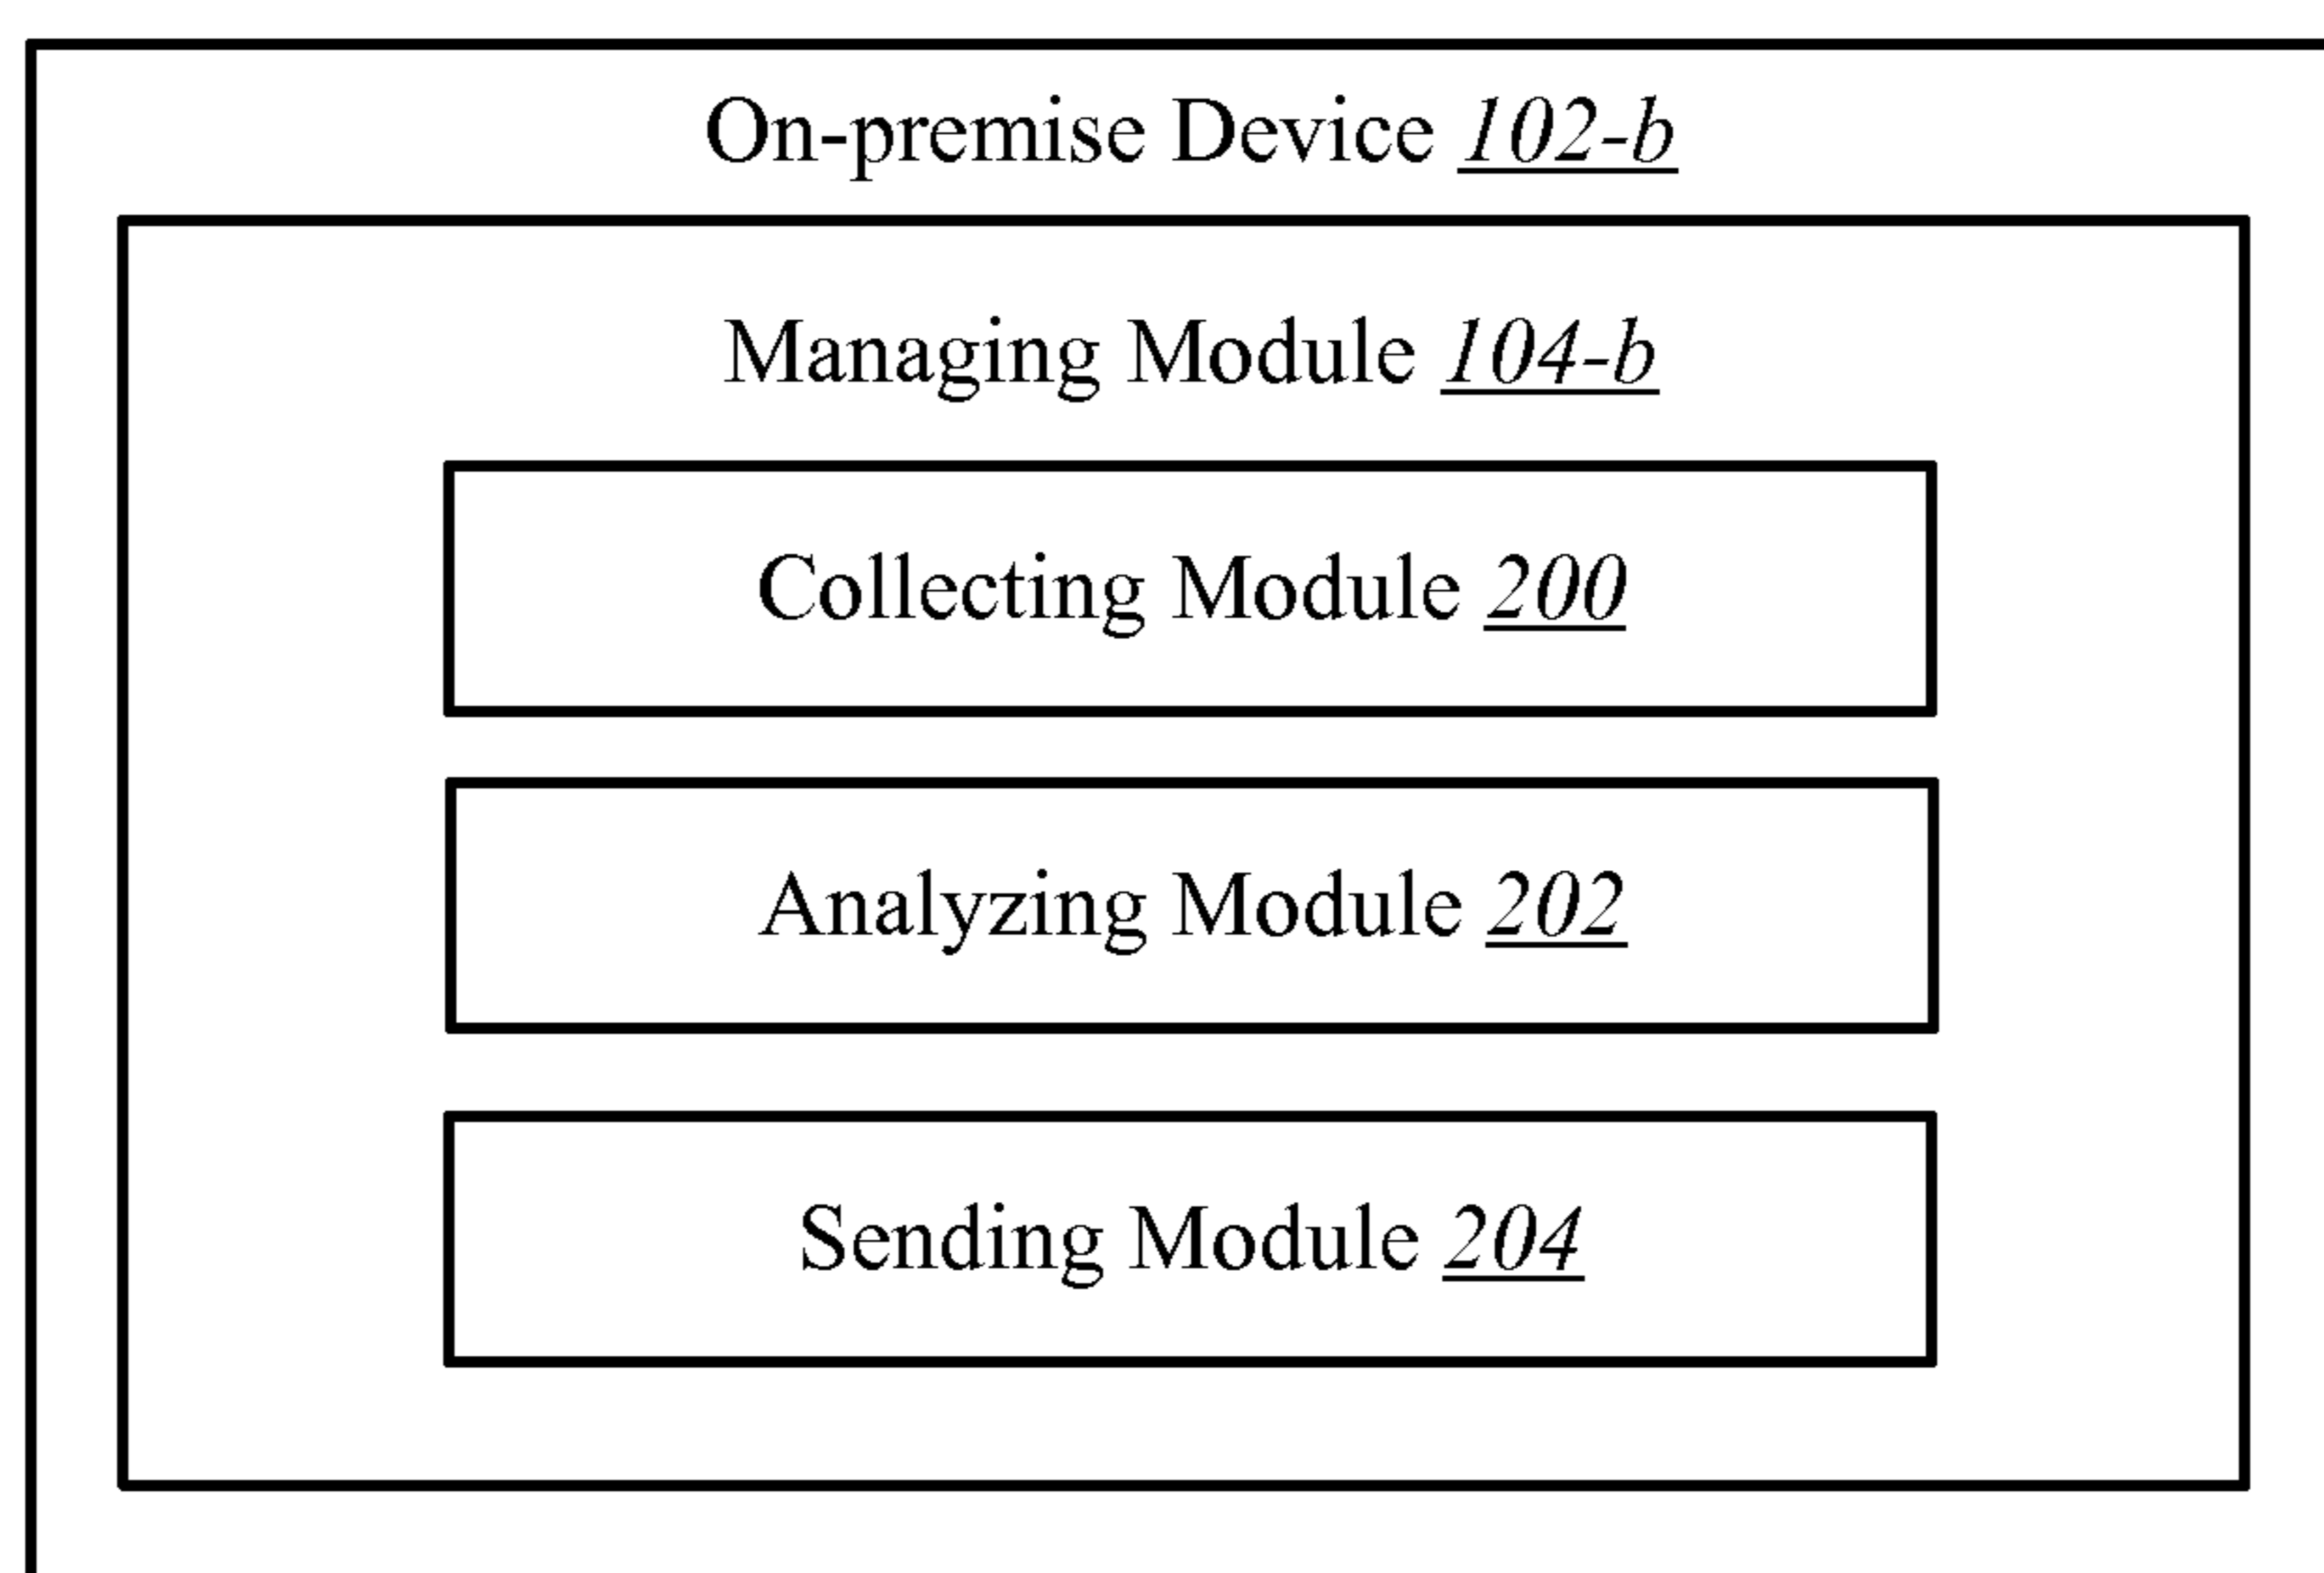 On-premise Device 102-b
Managing Module 104-b
Collecting Module 200
Analyzing Module 202
Sending Module 204